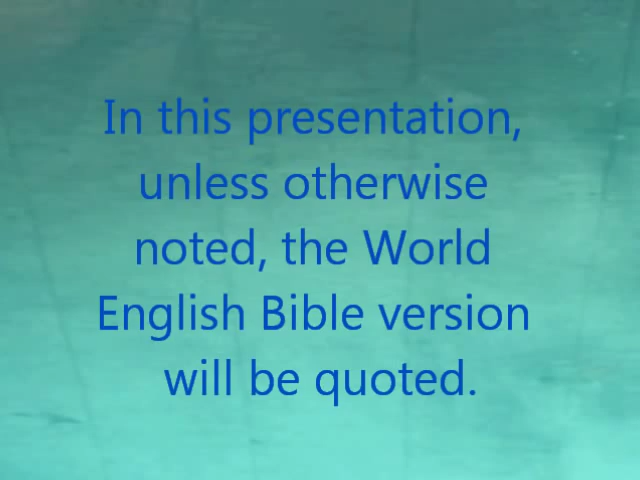 In this presentation,
unless otherwise
noted, the World
English Bible version
will be quoted.